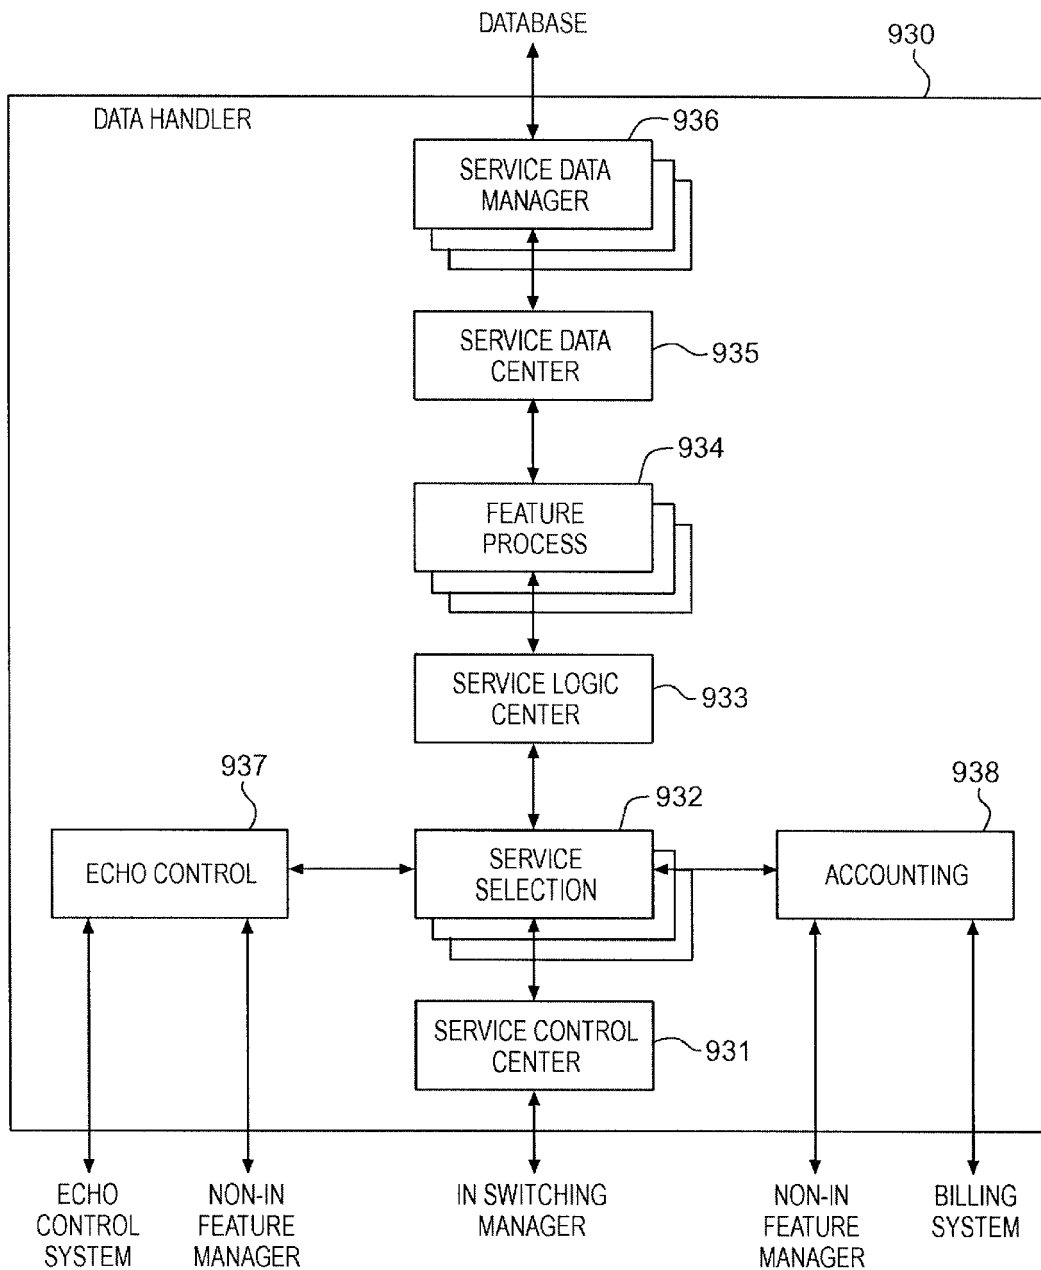 DATABASE
930
DATA HANDLER
936
SERVICE DATA
MANAGER
SERVICE DATA
CENTER
935
934
FEATURE
PROCESS
SERVICE LOGIC
CENTER
933
937
932
938
ECHO CONTROL
SERVICE
SELECTION
ACCOUNTING
SERVICE CONTROL
CENTER
931
ECHO
CONTROL
SYSTEM
NON-IN
FEATURE
MANAGER
IN SWITCHING
MANAGER
NON-IN
FEATURE
MANAGER
BILLING
SYSTEM